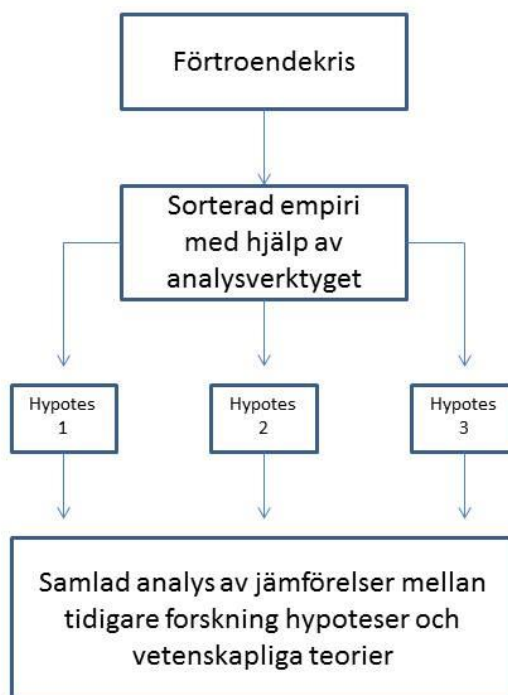 Förtroendekris
Sorterad empiri
med hjälp av
analysverktyget
Hypotes
1
Hypotes
2
Hypotes
3
Samlad analys av jämförelser mellan
tidigare forskning hypoteser och
vetenskapliga teorier